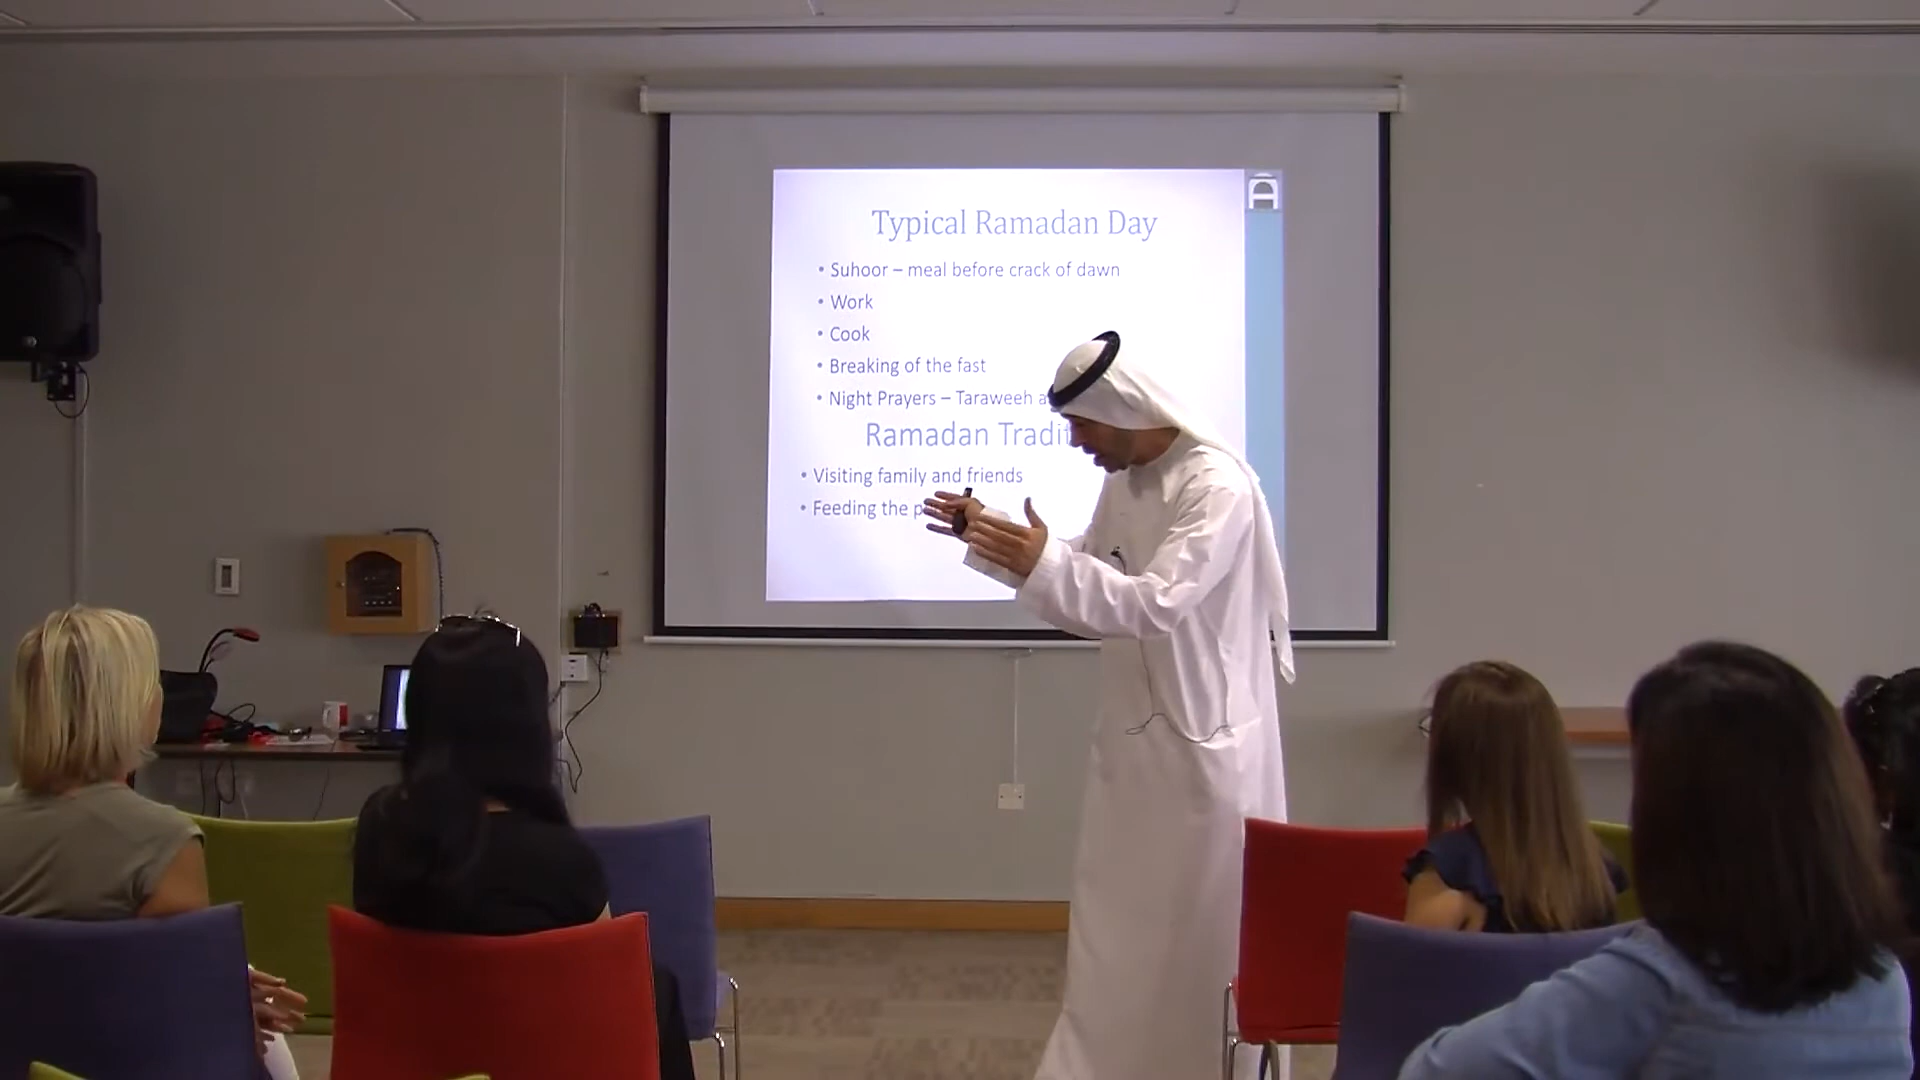 Typical Ramadan Day
• Suhoor – meal before crack of dawn
• Work
• Cook
• Breaking of the fast
• Night Prayers – Taraweeh
Ramadan
• Visiting family and friends
• Feeding the